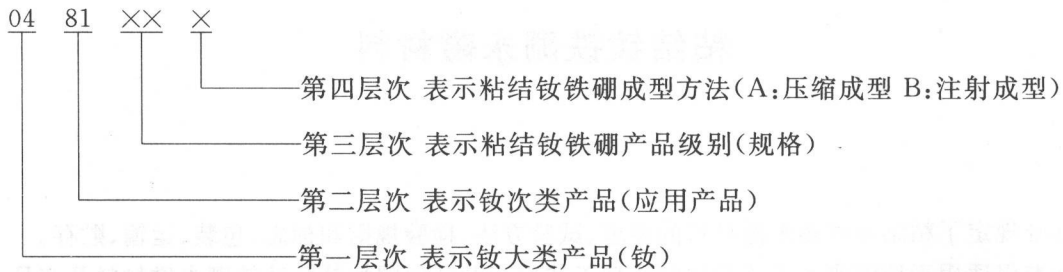 04 81 ×× ×
第四层次 表示粘结钕铁硼成型方法(A:压缩成型 B:注射成型)
第三层次 表示粘结钕铁硼产品级别(规格)
第二层次 表示钕次类产品(应用产品)
第一层次 表示钕大类产品(钕)